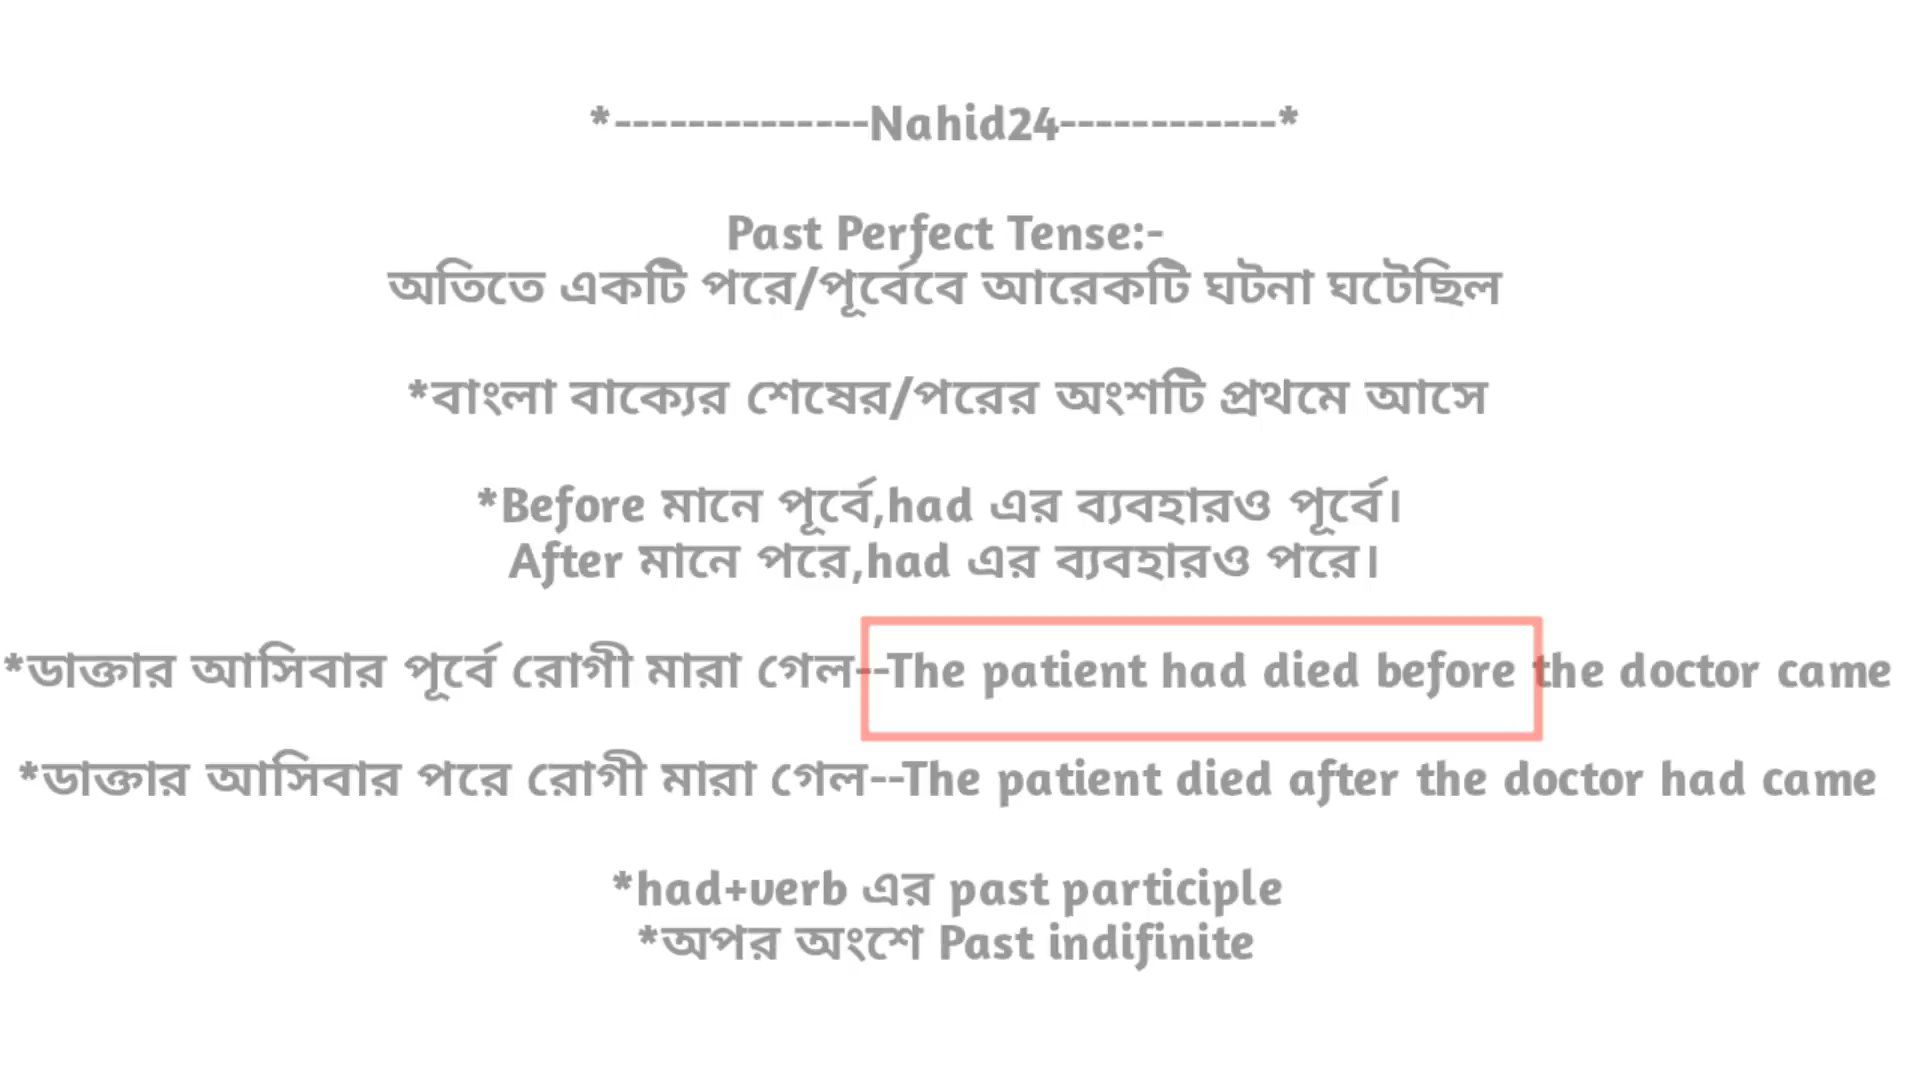 *--------------Nahid24------------*
Past Perfect Tense:-
অতিতে একটি পরে/পূর্বেবে আরেকটি ঘটনা ঘটেছিল
*বাংলা বাক্যের শেষের/পরের অংশটি প্রথমে আসে
*Before মানে পূর্বে,had এর ব্যবহারও পূর্বে।
After মানে পরে,had এর ব্যবহারও পরে।
*ডাক্তার আসিবার পূর্বে রোগী মারা গেল--The patient had died before the doctor came
*ডাক্তার আসিবার পরে রোগী মারা গেল--The patient died after the doctor had came
*had+verb এর past participle
*অপর অংশে Past indifinite